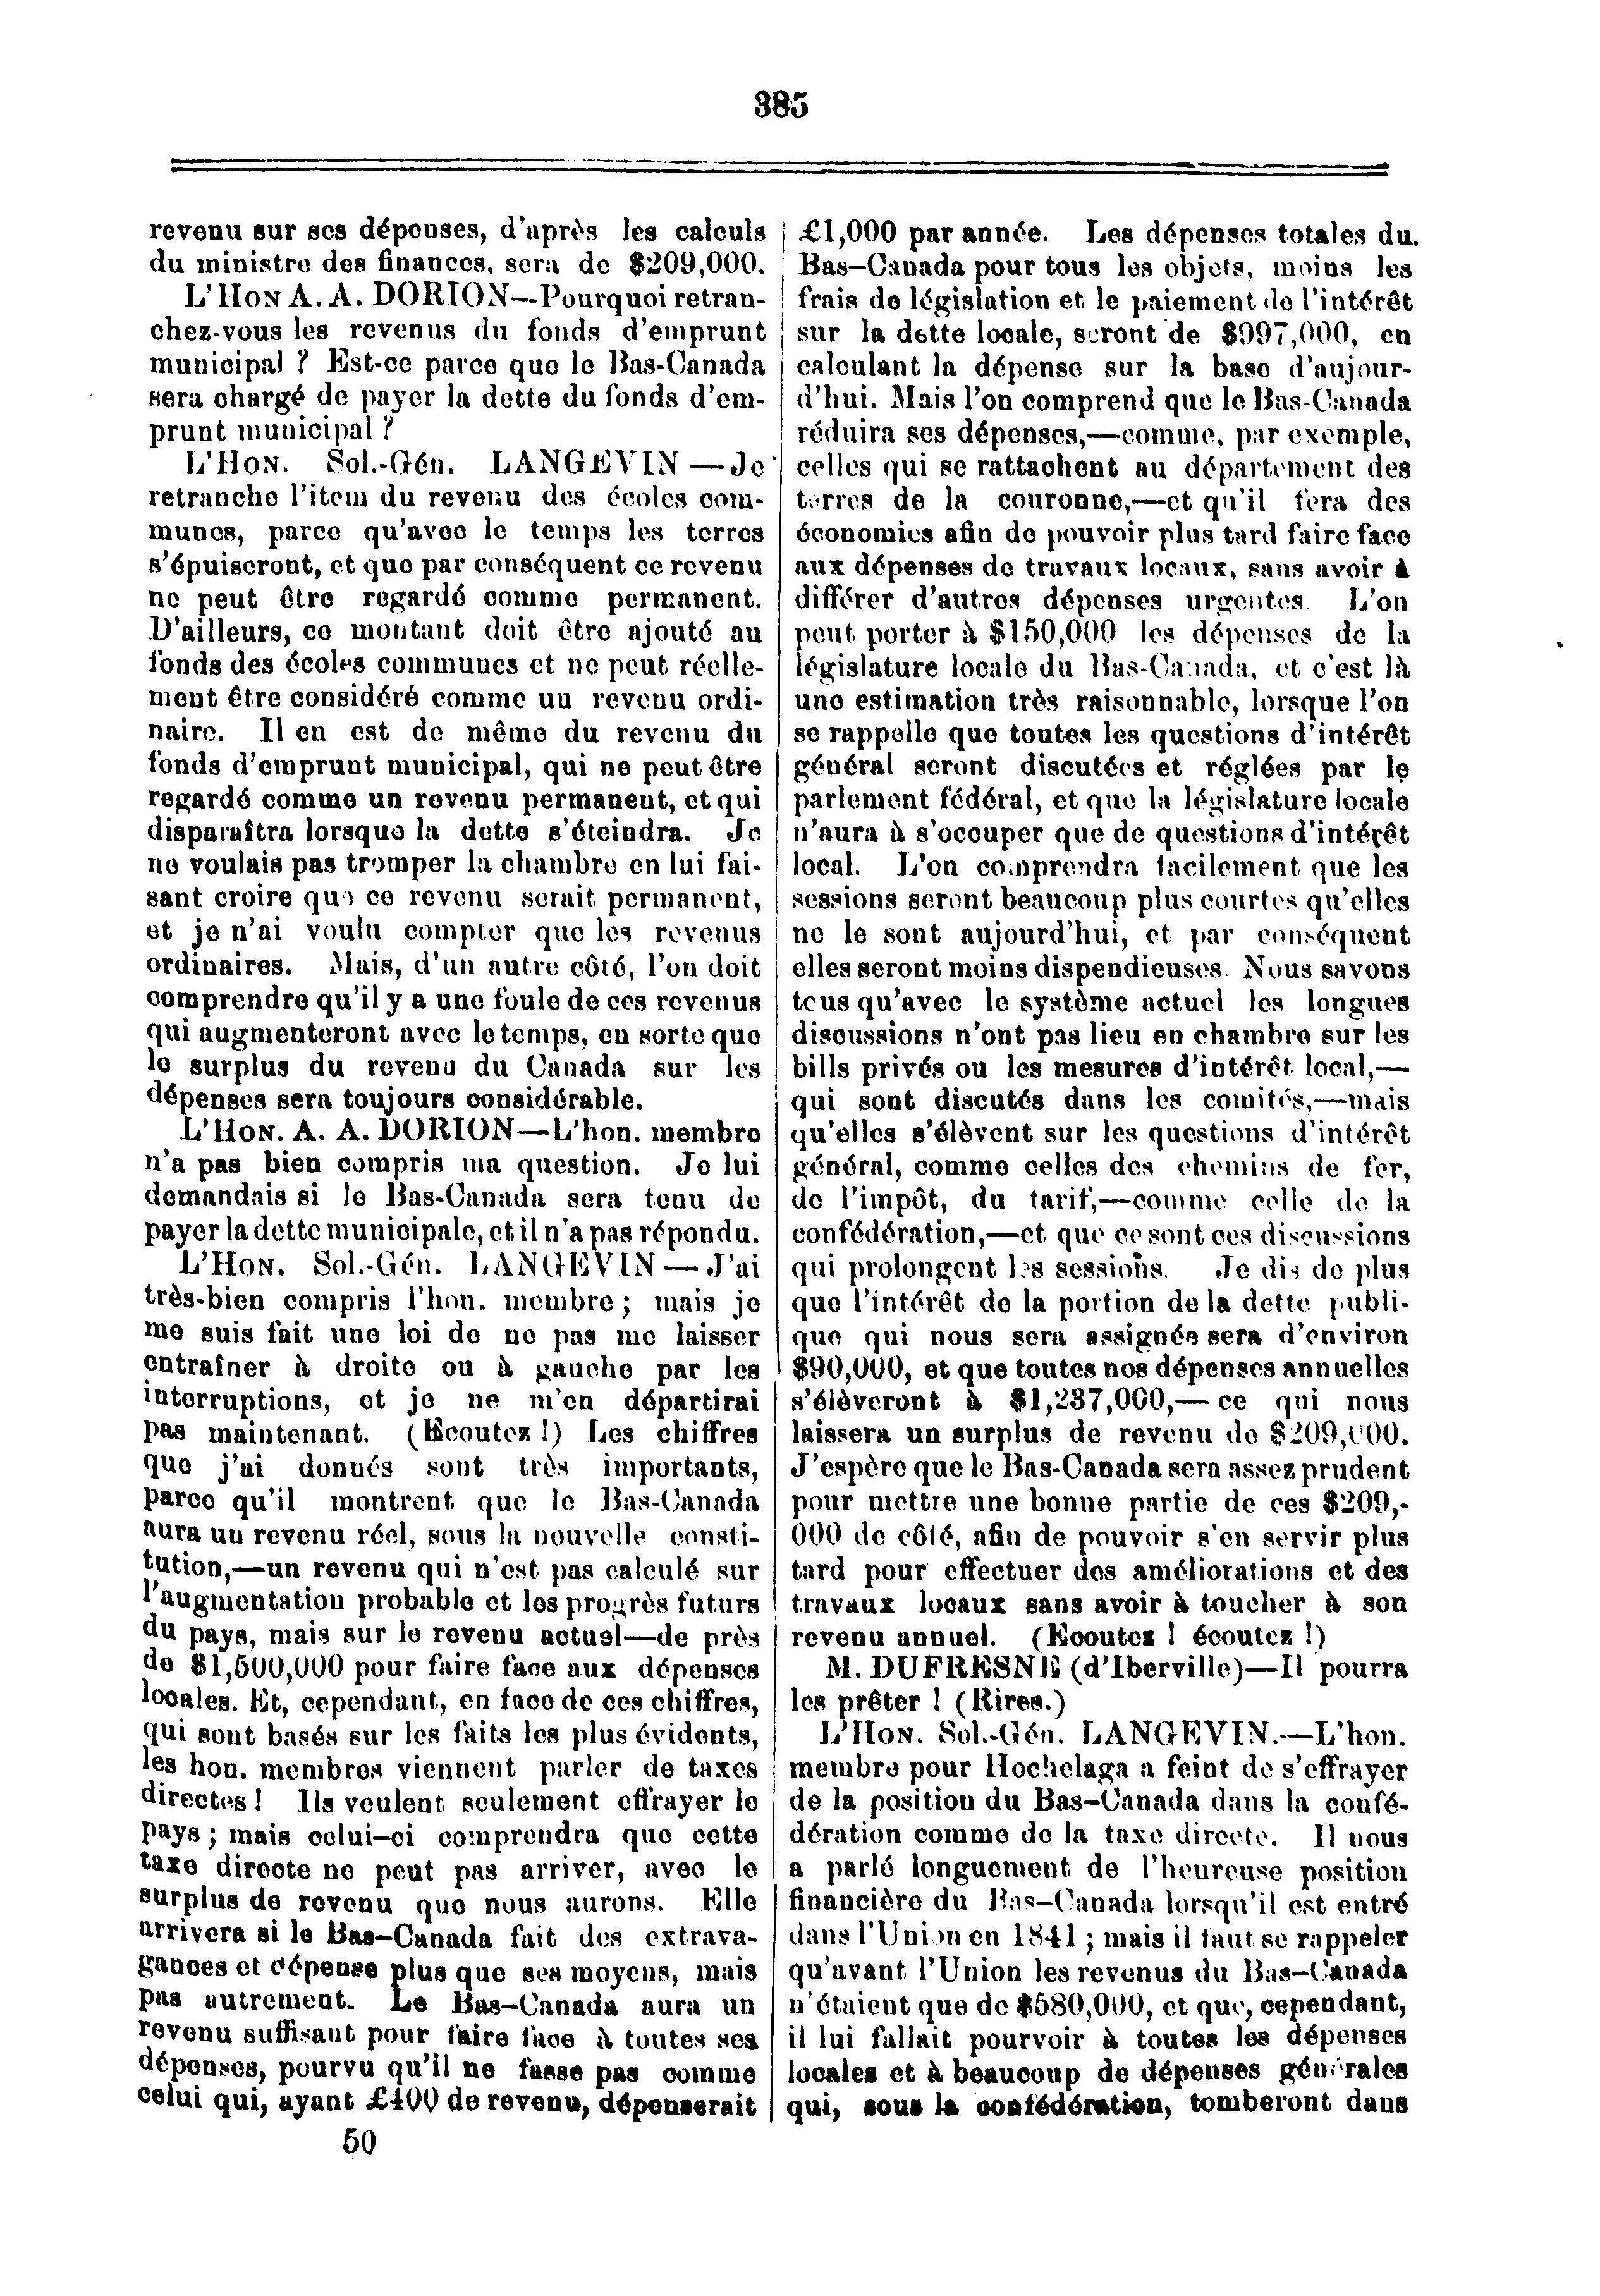 385
revenu sur ses dépenses, d'après les calculs
du ministre des finances, sera de $209,000.
L'HON A. A. DORION—Pourquoi retran-
chez-vous les revenus du fonds d'emprunt
municipal ? Est-ce parce que le Bas-Canada
sera chargé de payer la dette du fonds d'em-
prunt municipal ?
L'HON. Sol.-Gén. LANGEVIN — Je
retranche l'item du revenu des écoles com-
munes, parce qu'avec le temps les terres
s'épuiseront, et que par conséquent ce revenu
ne peut être regardé comme permanent.
D'ailleurs, ce montant doit être ajouté au
fonds des écoles communes et ne peut réelle-
ment être considéré comme un revenu ordi-
naire. Il en est de même du revenu du
fonds d'emprunt municipal, qui ne peut être
regardé comme un revenu permanent, et qui
disparaîtra lorsque la dette s'éteindra. Je
ne voulais pas tromper la chambre en lui fai-
sant croire que ce revenu serait permanent,
et je n'ai voulu compter que les revenus
ordinaires. Mais, d'un autre côté, l'on doit
comprendre qu'il y a une foule de ces revenus
qui augmenteront avec le temps, en sorte que
le surplus du revenu du Canada sur les
dépenses sera toujours considérable.
L'HON. A. A. DORION—L'hon. membre
n'a pas bien compris ma question. Je lui
demandais si le Bas-Canada sera tenu de
payer la dette municipale, et il n'a pas répondu.
L'HON. Sol.-Gén. LANGEVIN — J'ai
très-bien compris l'hon. membre ; mais je
me suis fait une loi de ne pas me laisser
entraîner à droite ou à gauche par les
interruptions, et je ne m'en départirai
pas maintenant. (Ecoutez !) Les chiffres
que j'ai donnés sont très importants,
parce qu'il montrent que le Bas-Canada
aura un revenu réel, sous la nouvelle consti-
tution,—un revenu qui n'est pas calculé sur
l'augmentation probable et les progrès futurs
du pays, mais sur le revenu actuel—de près
de $1,500,000 pour faire face aux dépenses
locales. Et, cependant, en face de ces chiffres,
qui sont basés sur les faits les plus évidents,
les hon. membres viennent parler de taxes
directes ! Ils veulent seulement effrayer le
pays ; mais celui-ci comprendra que cette
taxe directe ne peut pas arriver, avec le
surplus de revenu que nous aurons. Elle
arrivera si le Bas-Canada fait des extrava-
gances et dépense plus que ses moyens, mais
pas autrement. Le Bas-Canada aura un
revenu suffisant pour faire face à toutes ses
dépenses, pourvu qu'il ne fasse pas comme
celui qui, ayant £400 de revenu, dépenserait
50
£1,000 par année. Les dépenses totales du
Bas-Canada pour tous les objets, moins les
frais de législation et le paiement de l'intérêt
sur la dette locale, seront de $997,000, en
calculant la dépense sur la base d'aujour-
d'hui. Mais l'on comprend que le Bas-Canada
réduira ses dépenses,—comme, par exemple,
celles qui se rattachent au département des
terres de la couronne,—et qu'il fera des
économies afin de pouvoir plus tard faire face
aux dépenses de travaux locaux, sans avoir à
différer d'autres dépenses urgentes. L'on
peut porter à $150,000 les dépenses de la
législature locale du Bas-Canada, et c'est là
une estimation très raisonnable, lorsque l'on
se rappelle que toutes les questions d'intérêt
général seront discutées et réglées par le
parlement fédéral, et que la législature locale
n'aura à s'occuper que de questions d'intérêt
local. L'on comprendra facilement que les
sessions seront beaucoup plus courtes qu'elles
ne le sont aujourd'hui, et par conséquent
elles seront moins dispendieuses. Nous savons
tous qu'avec le système actuel les longues
discussions n'ont pas lieu en chambre sur les
bills privés ou les mesures d'intérêt local,—
qui sont discutés dans les comités,—mais
qu'elles s'élèvent sur les questions d'intérêt
général, comme celles des chemins de fer,
de l'impôt, du tarif,—comme celle de la
confédération,—et que ce sont ces discussions
qui prolongent les sessions. Je dis de plus
que l'intérêt de la portion de la dette publi-
que qui nous sera assignée sera d'environ
$90,000, et que toutes nos dépenses annuelles
s'élèveront à $1,237,000,— ce qui nous
laissera un surplus de revenu de $209,000.
J'espère que le Bas-Canada sera assez prudent
pour mettre une bonne partie de ces $209,-
000 de côté, afin de pouvoir s'en servir plus
tard pour effectuer des améliorations et des
travaux locaux sans avoir à toucher à son
revenu annuel. (Ecoutez ! écoutez !)
M. DUFRESNE (d'Iberville)—Il pourra
les prêter ! (Rires.)
L'HON. Sol.-Gén. LANGEVIN.—L'hon.
membre pour Hochelaga a feint de s'effrayer
de la position du Bas-Canada dans la confé-
dération comme de la taxe directe. Il nous
a parlé longuement de l'heureuse position
financière du Bas-Canada lorsqu'il est entré
dans l'Union en 1841 ; mais il faut se rappeler
qu'avant l'Union les revenus du Bas-Canada
n'étaient que de $580,000, et que, cependant,
il lui fallait pourvoir à toutes les dépenses
locales et à beaucoup de dépenses générales
qui, sous la confédération, tomberont dans